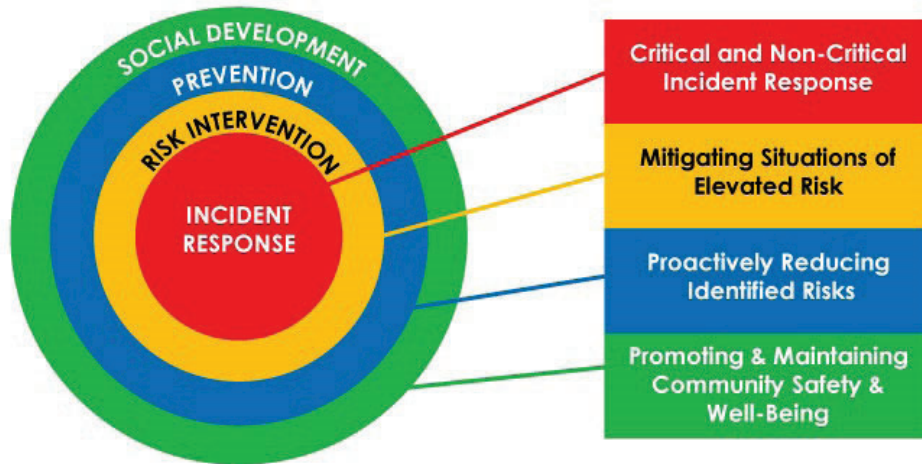 SOCIAL DEVELOPMENT
PREVENTION
RISK INTERVENTION
INCIDENT
RESPONSE
Critical and Non-Critical
Incident Response
Mitigating Situations of
Elevated Risk
Proactively Reducing
Identified Risks
Promoting & Maintaining
Community Safety &
Well-Being